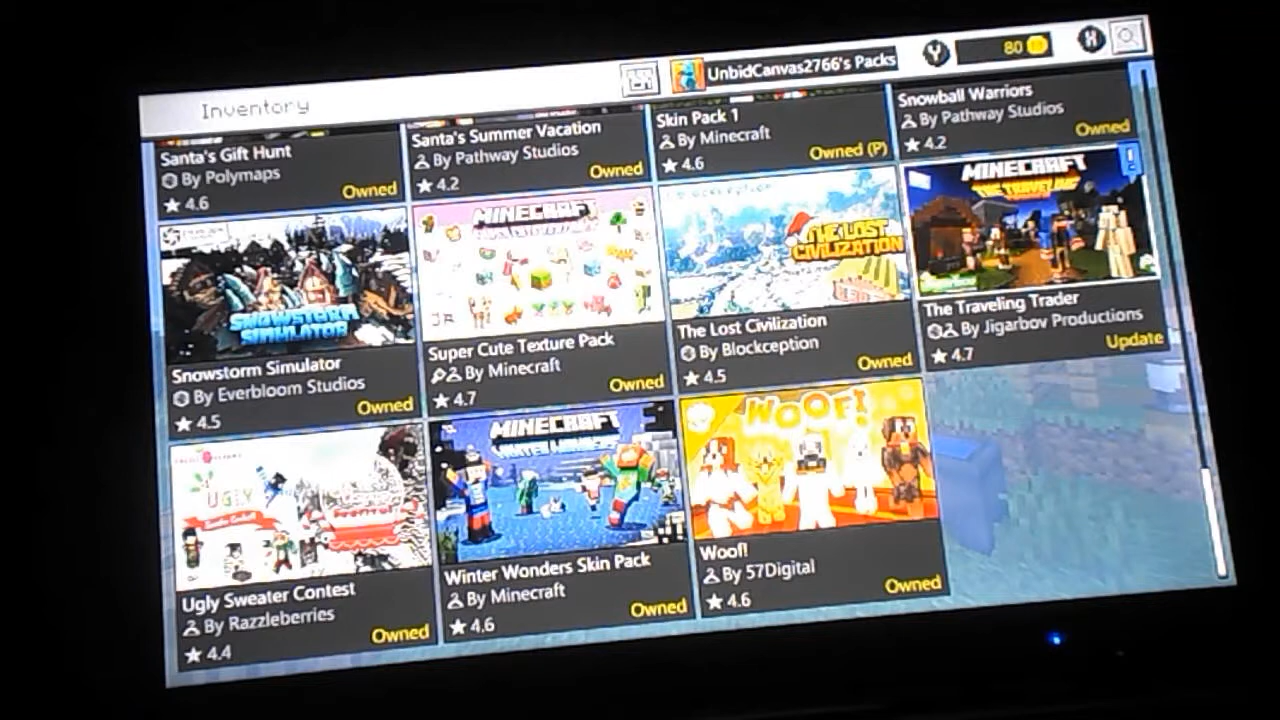 Inventory
UnbidCanvas2766's Packs
Y
80
X
Santa's Gift Hunt
By Polymaps
Owned
4.6
Santa's Summer Vacation
By Pathway Studios
Owned
4.2
Skin Pack 1
By Minecraft
Owned (P)
4.6
Snowball Warriors
By Pathway Studios
Owned
4.2
SNOWSTORM
SIMULATOR
Snowstorm Simulator
By Everbloom Studios
Owned
4.5
MINECRAFT
Super Cute Texture Pack
By Minecraft
Owned
4.7
THE LOST
CIVILIZATION
The Lost Civilization
By Blockception
Owned
4.5
MINECRAFT
THE TRAVELING
The Traveling Trader
By Jigarbov Productions
Update
4.7
UGLY
Ugly Sweater Contest
By Razzleberries
Owned
4.4
MINECRAFT
WINTER WONDERS
Winter Wonders Skin Pack
By Minecraft
Owned
4.6
WOOF!
Woof!
By 57Digital
Owned
4.6